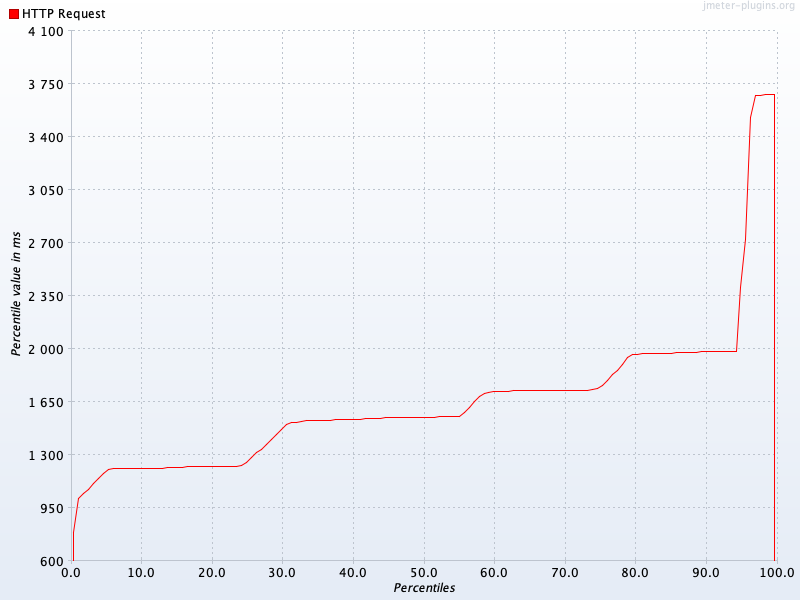 jmeter-plugins.org
HTTP Request
4 100
3 750
3 400
3 050
2 700
2 350
2 000
1 650
1 300
950
600
Percentile value in ms
0.0 10.0 20.0 30.0 40.0 50.0 60.0 70.0 80.0 90.0 100.0
Percentiles